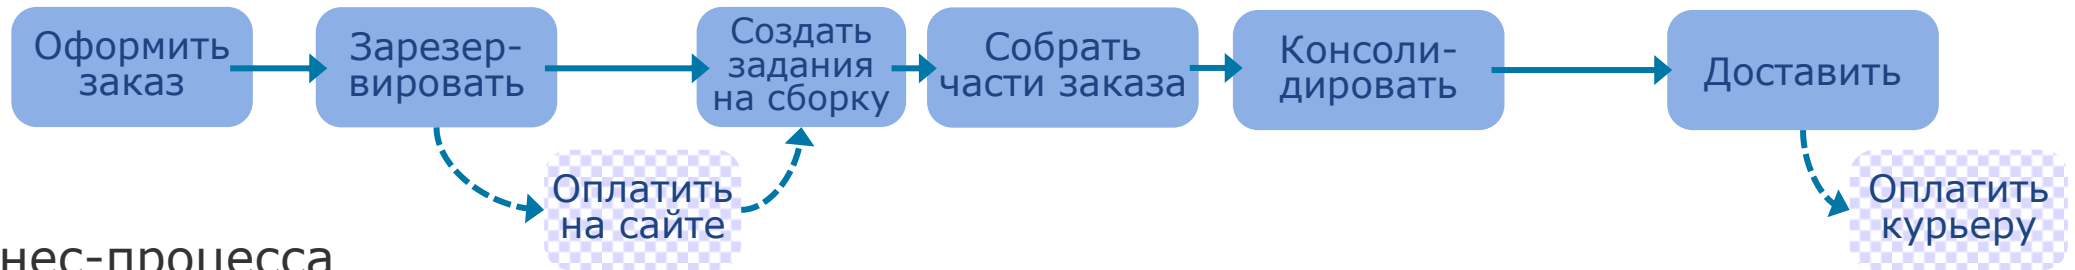 Оформить
заказ
Зарезер-
вировать
Создать
задания
на сборку
Собрать
части заказа
Консоли-
дировать
Доставить
Оплатить
на сайте
Оплатить
курьеру
нес-процесса